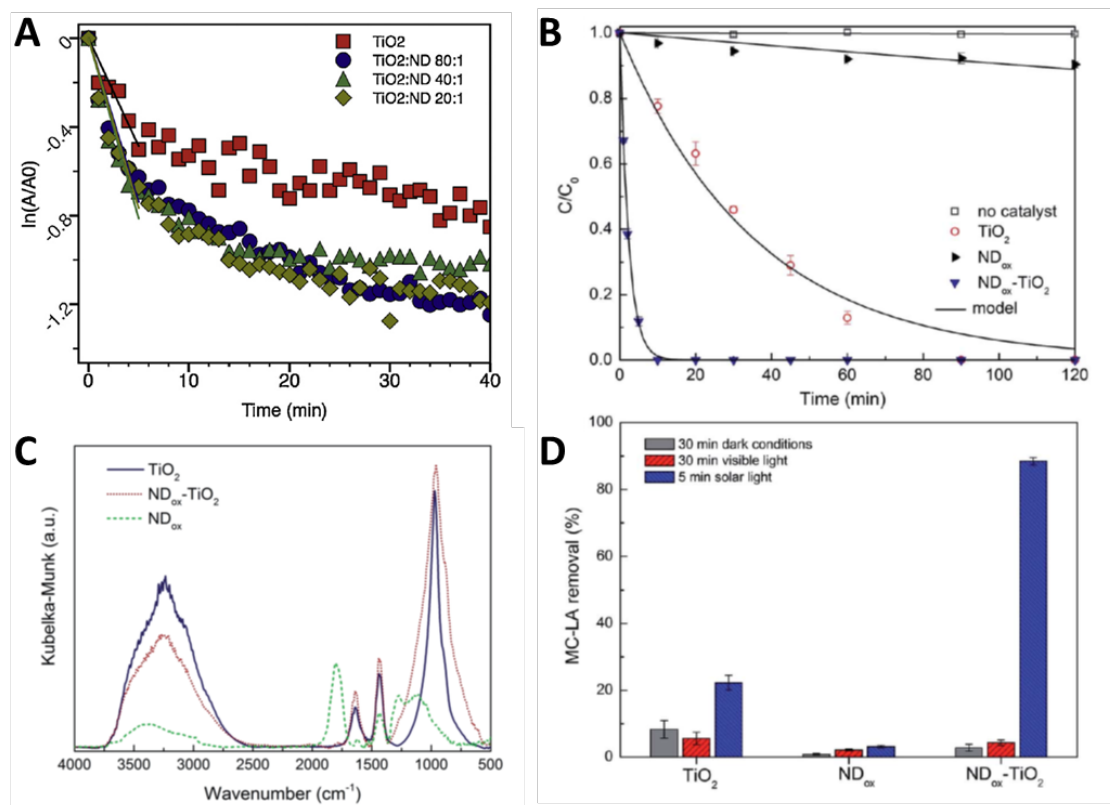 A
TiO2
TiO2:ND 80:1
TiO2:ND 40:1
TiO2:ND 20:1
ln(A/A0)
0
-0.4
-0.8
-1.2
0 10 20 30 40
Time (min)
B
C/C₀
1.0
0.8
0.6
0.4
0.2
0.0
no catalyst
TiO₂
NDₒₓ
NDₒₓ-TiO₂
model
0 20 40 60 80 100 120
Time (min)
C
TiO₂
NDₒₓ-TiO₂
NDₒₓ
Kubelka-Munk (a.u.)
4000 3500 3000 2500 2000 1500 1000 500
Wavenumber (cm⁻¹)
D
30 min dark conditions
30 min visible light
5 min solar light
MC-LA removal (%)
100
80
60
40
20
0
TiO₂ NDₒₓ NDₒₓ-TiO₂